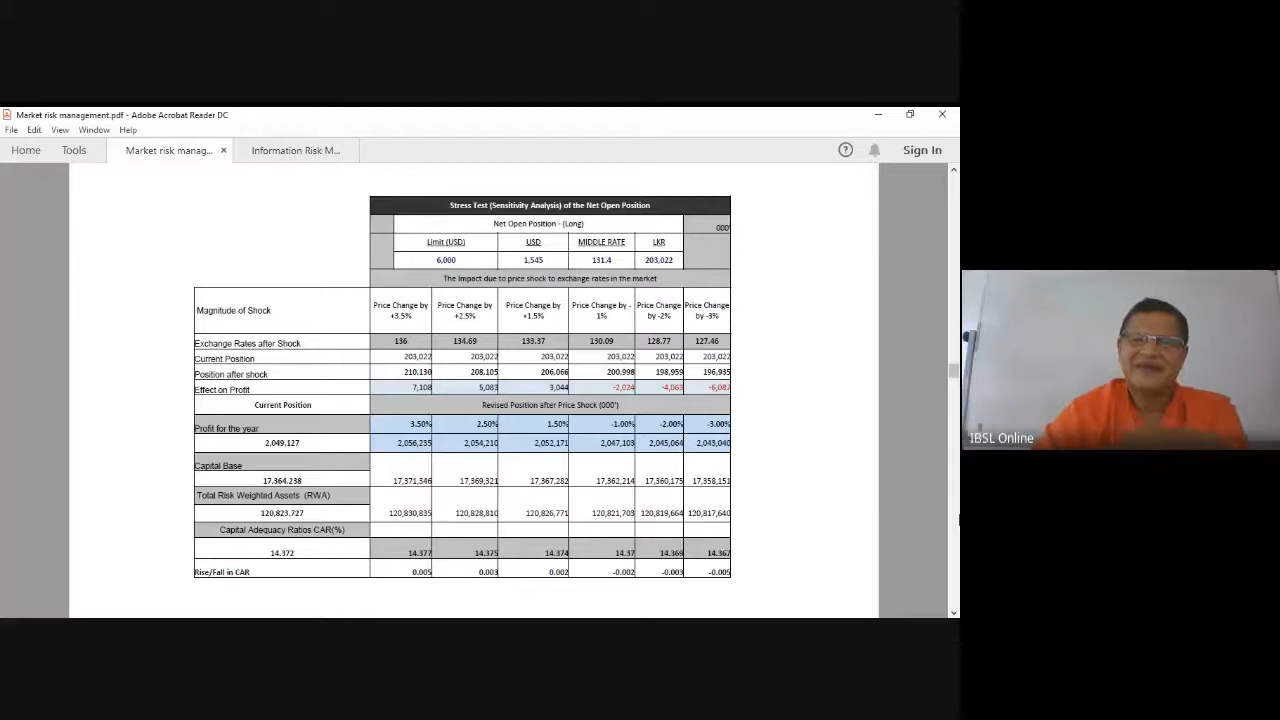 Market risk management.pdf - Adobe Acrobat Reader DC
File Edit View Window Help
Home Tools Market risk manag... × Information Risk M... Sign In
Stress Test (Sensitivity Analysis) of the Net Open Position
Net Open Position - (Long) 000'
Limit (USD) USD MIDDLE RATE LKR
6,000 1,545 131.4 203,022
The Impact due to price shock to exchange rates in the market
Magnitude of Shock Price Change by +3.5% Price Change by +2.5% Price Change by +1.5% Price Change by -1% Price Change by -2% Price Change by -3%
Exchange Rates after Shock 136 134.69 133.37 130.09 128.77 127.46
Current Position 203,022 203,022 203,022 203,022 203,022 203,022
Position after shock 210,130 208,105 206,066 200,998 198,959 196,935
Effect on Profit 7,108 5,083 3,044 -2,024 -4,063 -6,087
Current Position Revised Position after Price Shock (000')
Profit for the year 3.50% 2.50% 1.50% -1.00% -2.00% -3.00%
2,049,127 2,056,235 2,054,210 2,052,171 2,047,103 2,045,064 2,043,040
Capital Base
17,364,238 17,371,346 17,369,321 17,367,282 17,362,214 17,360,175 17,358,151
Total Risk Weighted Assets (RWA)
120,823,727 120,830,835 120,828,810 120,826,771 120,821,703 120,819,664 120,817,640
Capital Adequacy Ratios CAR(%)
14.372 14.377 14.375 14.374 14.37 14.369 14.367
Rise/Fall in CAR 0.005 0.003 0.002 -0.002 -0.003 -0.005
IBSL Online